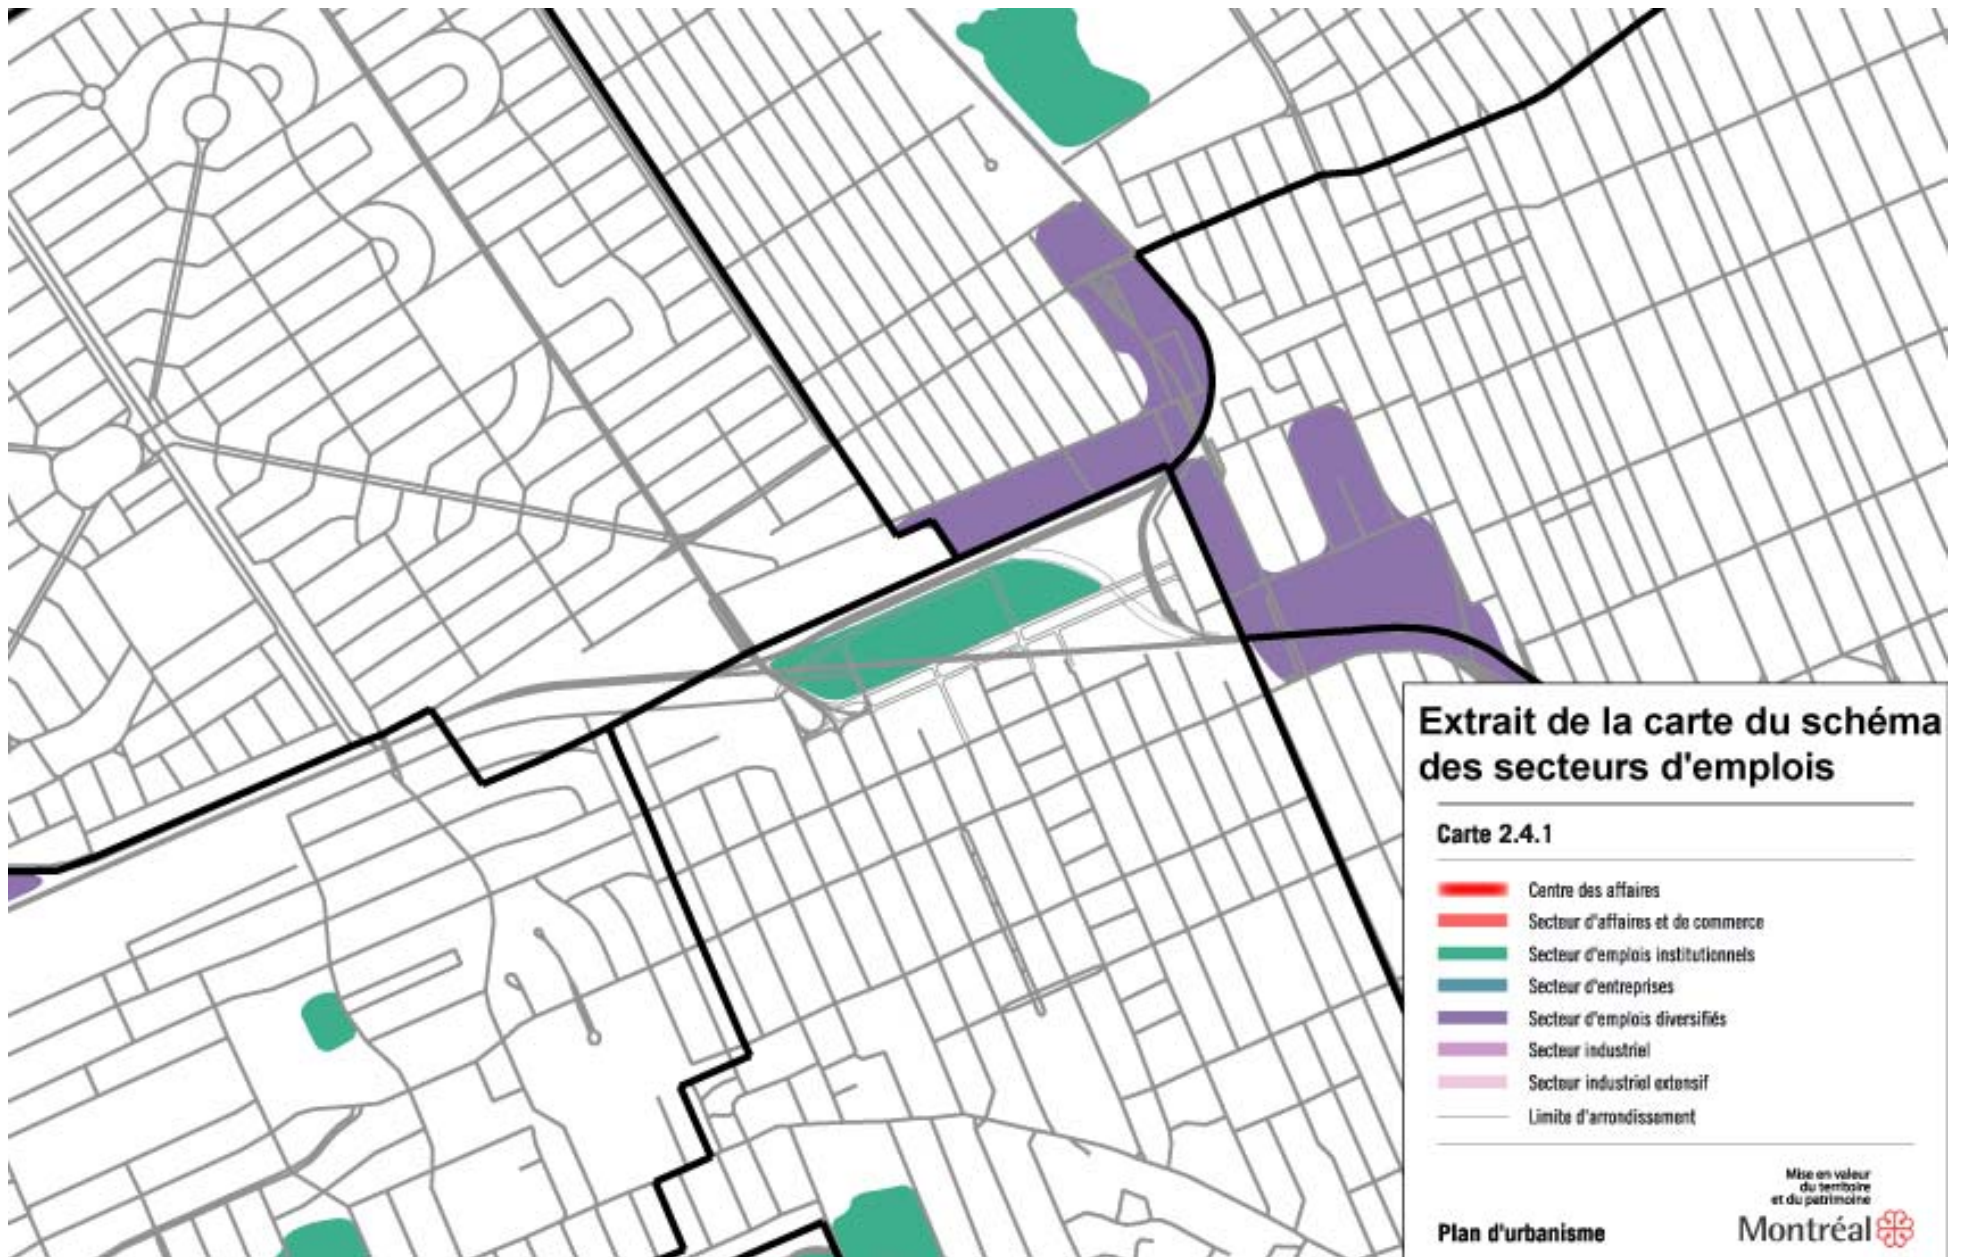 Extrait de la carte du schéma
des secteurs d'emplois
Carte 2.4.1
Centre des affaires
Secteur d'affaires et de commerce
Secteur d'emplois institutionnels
Secteur d'entreprises
Secteur d'emplois diversifiés
Secteur industriel
Secteur industriel extensif
Limite d'arrondissement
Mise en valeur
du territoire
et du patrimoine
Plan d'urbanisme
Montréal